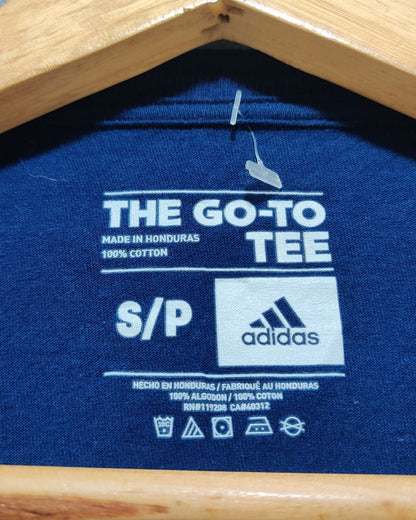 THE GO-TO
MADE IN HONDURAS
100% COTTON
TEE
S/P
adidas
HECHO EN HONDURAS / FABRIQUÉ AU HONDURAS
100% ALGODON / 100% COTON
RN#119208 CA#40312